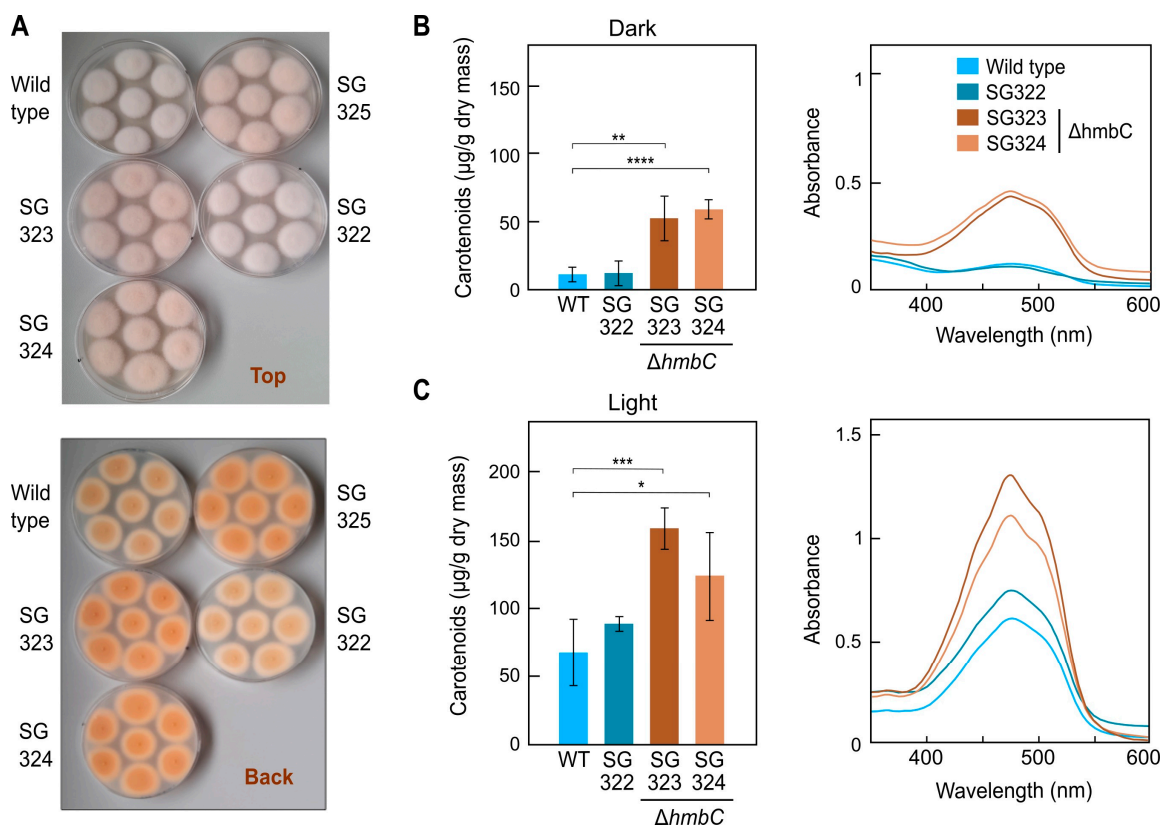 A
Wild
type
SG
325
SG
323
SG
322
SG
324
Top
Wild
type
SG
325
SG
323
SG
322
SG
324
Back
B
Dark
Carotenoids (μg/g dry mass)
150
100
50
0
**
****
WT
SG
322
SG
323
SG
324
ΔhmbC
Absorbance
1
0.5
0
400
500
600
Wavelength (nm)
Wild type
SG322
SG323
SG324
ΔhmbC
C
Light
Carotenoids (μg/g dry mass)
200
150
100
50
0
***
*
WT
SG
322
SG
323
SG
324
ΔhmbC
Absorbance
1.5
1
0.5
0
400
500
600
Wavelength (nm)